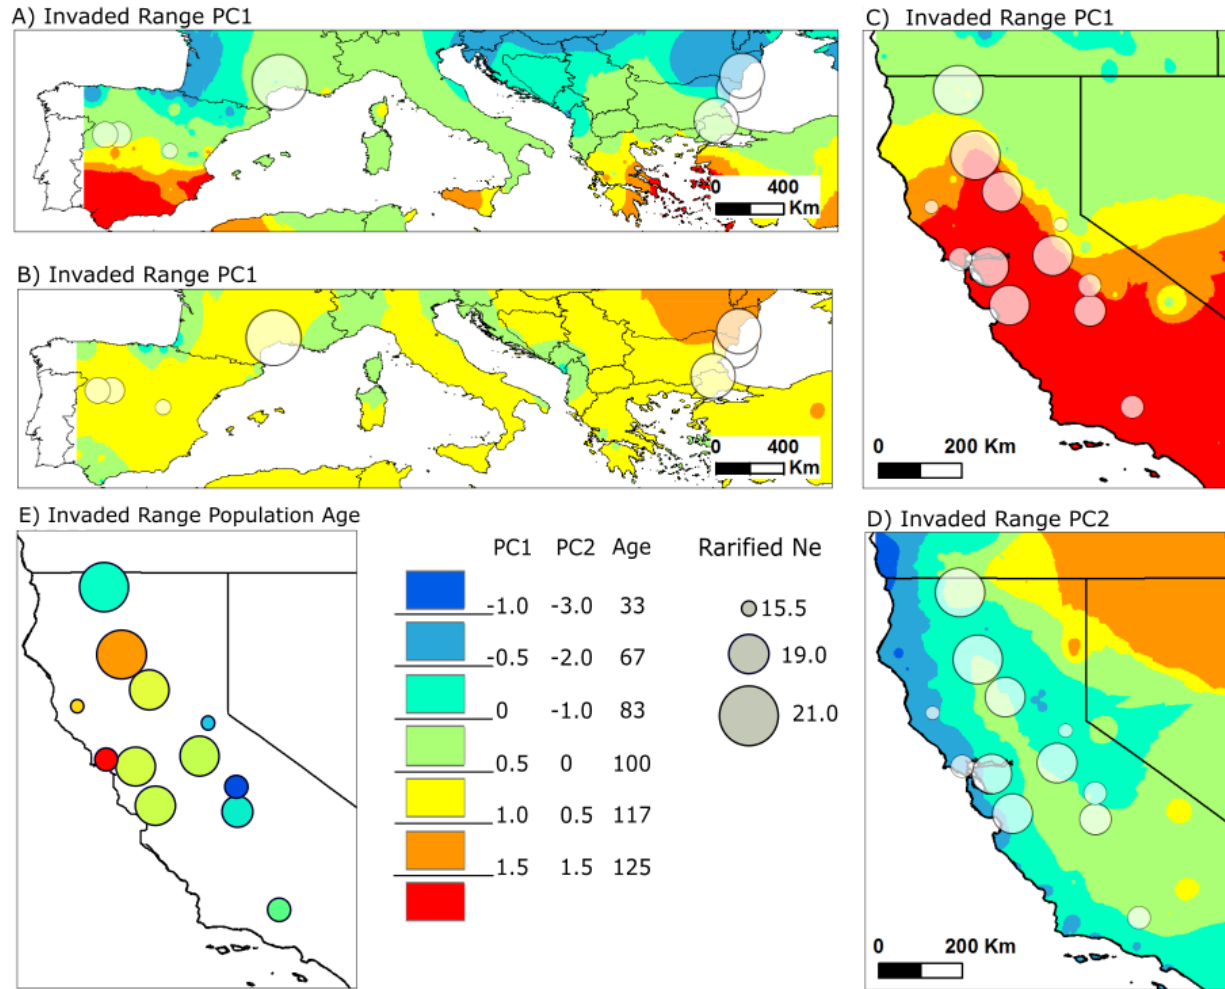 A) Invaded Range PC1
0 400
Km
B) Invaded Range PC1
0 400
Km
C) Invaded Range PC1
0 200 Km
D) Invaded Range PC2
0 200 Km
E) Invaded Range Population Age
PC1 PC2 Age
-1.0 -3.0 33
-0.5 -2.0 67
0 -1.0 83
0.5 0 100
1.0 0.5 117
1.5 1.5 125
Rarified Ne
15.5
19.0
21.0